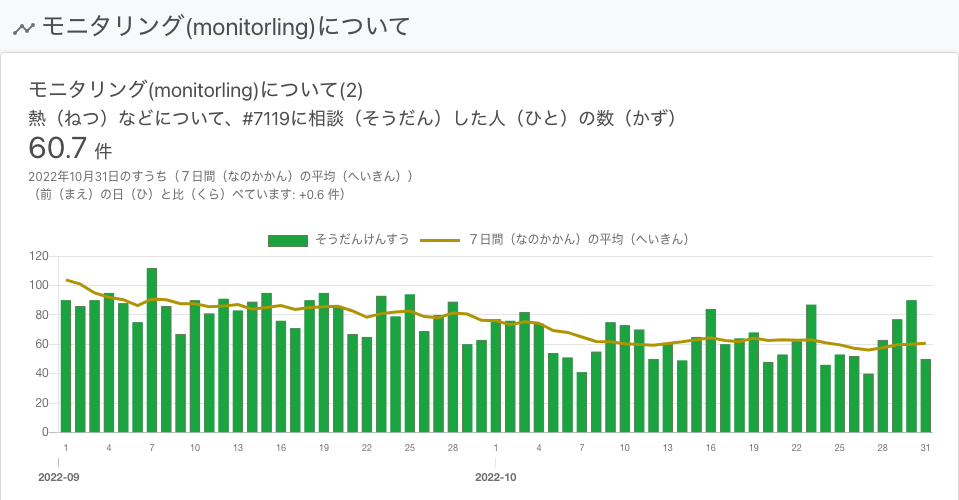 モニタリング(monitorling)について
モニタリング(monitorling)について(2)
熱（ねつ）などについて、#7119に相談（そうだん）した人（ひと）の数（かず）
60.7 件
2022年10月31日のすうち（７日間（なのかかん）の平均（へいきん））
（前（まえ）の日（ひ）と比（くら）べています: +0.6 件）
そうだんけんすう ７日間（なのかかん）の平均（へいきん）
120
100
80
60
40
20
0
1 4 7 10 13 16 19 22 25 28 1 4 7 10 13 16 19 22 25 28 31
2022-09 2022-10